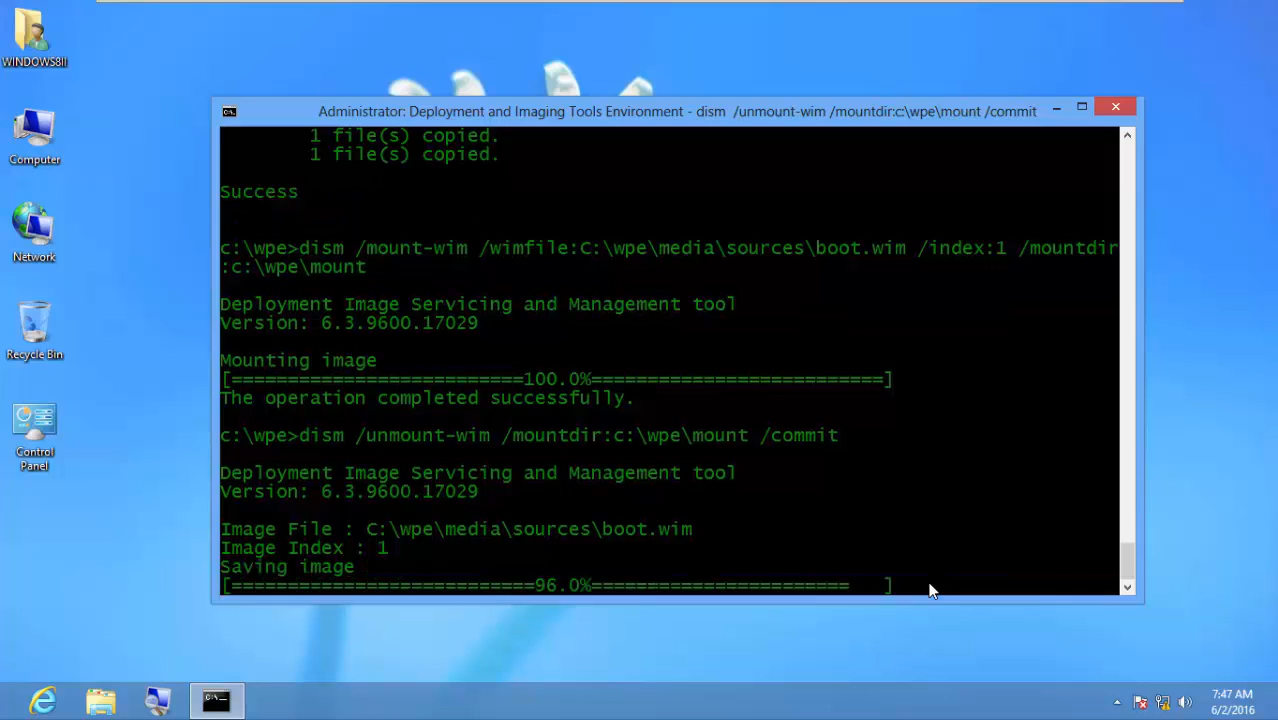 WINDOWS8II
Computer
Network
Recycle Bin
Control
Panel
Administrator: Deployment and Imaging Tools Environment - dism  /unmount-wim /mountdir:c:\wpe\mount /commit
1 file(s) copied.
1 file(s) copied.
Success
c:\wpe>dism /mount-wim /wimfile:C:\wpe\media\sources\boot.wim /index:1 /mountdir
:c:\wpe\mount
Deployment Image Servicing and Management tool
Version: 6.3.9600.17029
Mounting image
[==========================100.0%==========================]
The operation completed successfully.
c:\wpe>dism /unmount-wim /mountdir:c:\wpe\mount /commit
Deployment Image Servicing and Management tool
Version: 6.3.9600.17029
Image File : C:\wpe\media\sources\boot.wim
Image Index : 1
Saving image
[===========================96.0%=======================   ]
7:47 AM
6/2/2016